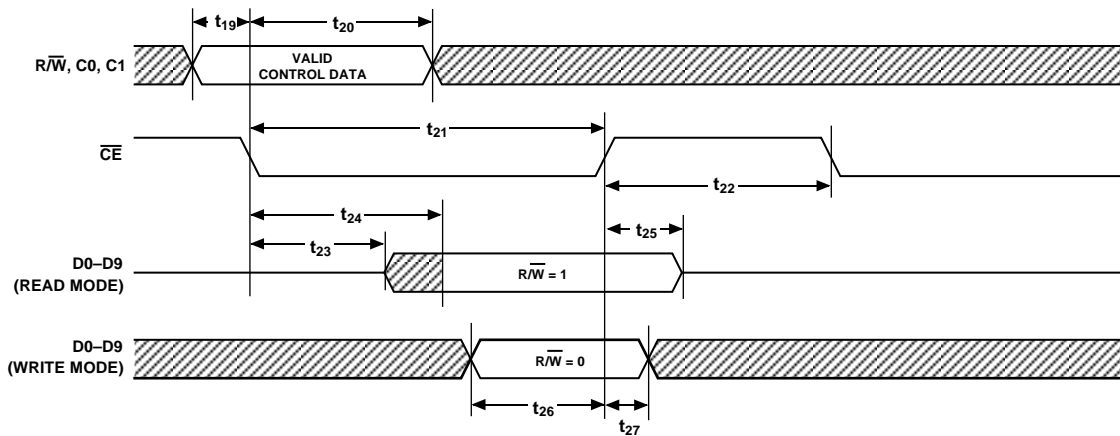 t19
t20
R/W̅, C0, C1
VALID
CONTROL DATA
t21
C̅E̅
t22
t24
t23
t25
D0–D9
(READ MODE)
R/W̅ = 1
D0–D9
(WRITE MODE)
R/W̅ = 0
t26
t27